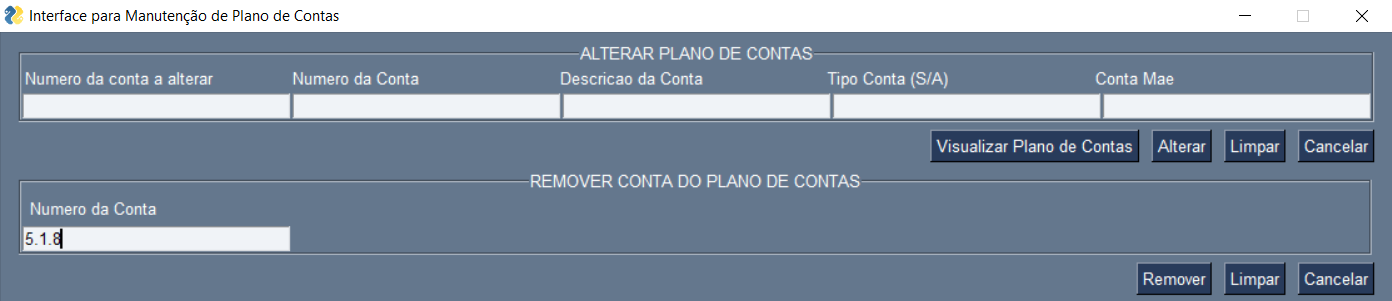 Interface para Manutenção de Plano de Contas
ALTERAR PLANO DE CONTAS
Numero da conta a alterar Numero da Conta Descricao da Conta Tipo Conta (S/A) Conta Mae
Visualizar Plano de Contas Alterar Limpar Cancelar
REMOVER CONTA DO PLANO DE CONTAS
Numero da Conta
5.1.8
Remover Limpar Cancelar